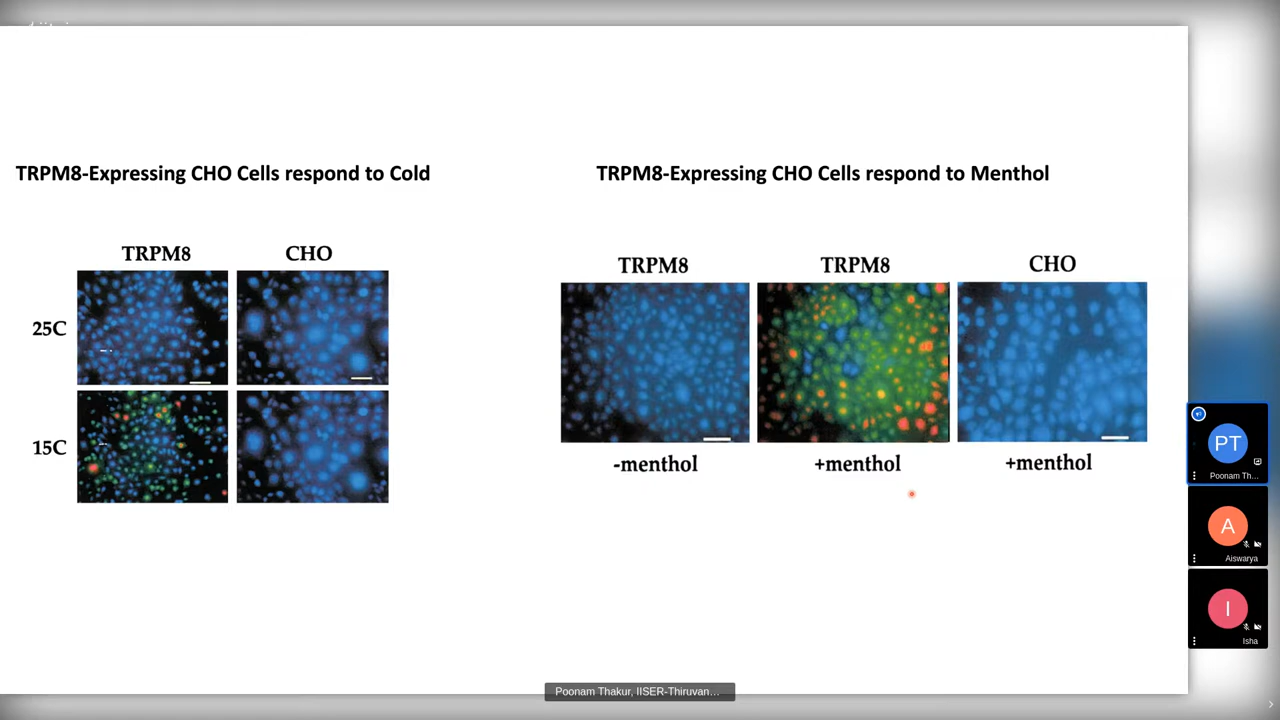 TRPM8-Expressing CHO Cells respond to Cold
TRPM8-Expressing CHO Cells respond to Menthol
TRPM8 CHO
25C
15C
TRPM8 TRPM8 CHO
-menthol +menthol +menthol
PT
Poonam Th...
A
Aiswarya
I
Isha
Poonam Thakur, IISER-Thiruvan...